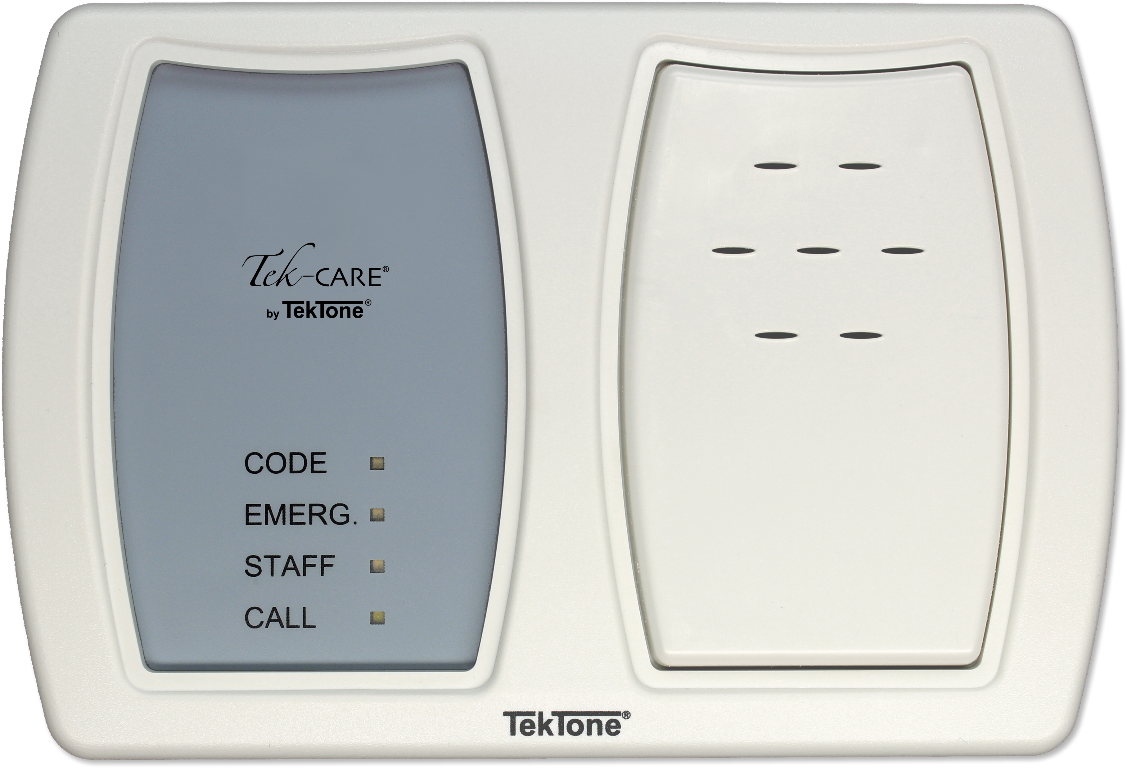 Tek-CARE®
by TekTone®
CODE
EMERG.
STAFF
CALL
TekTone®